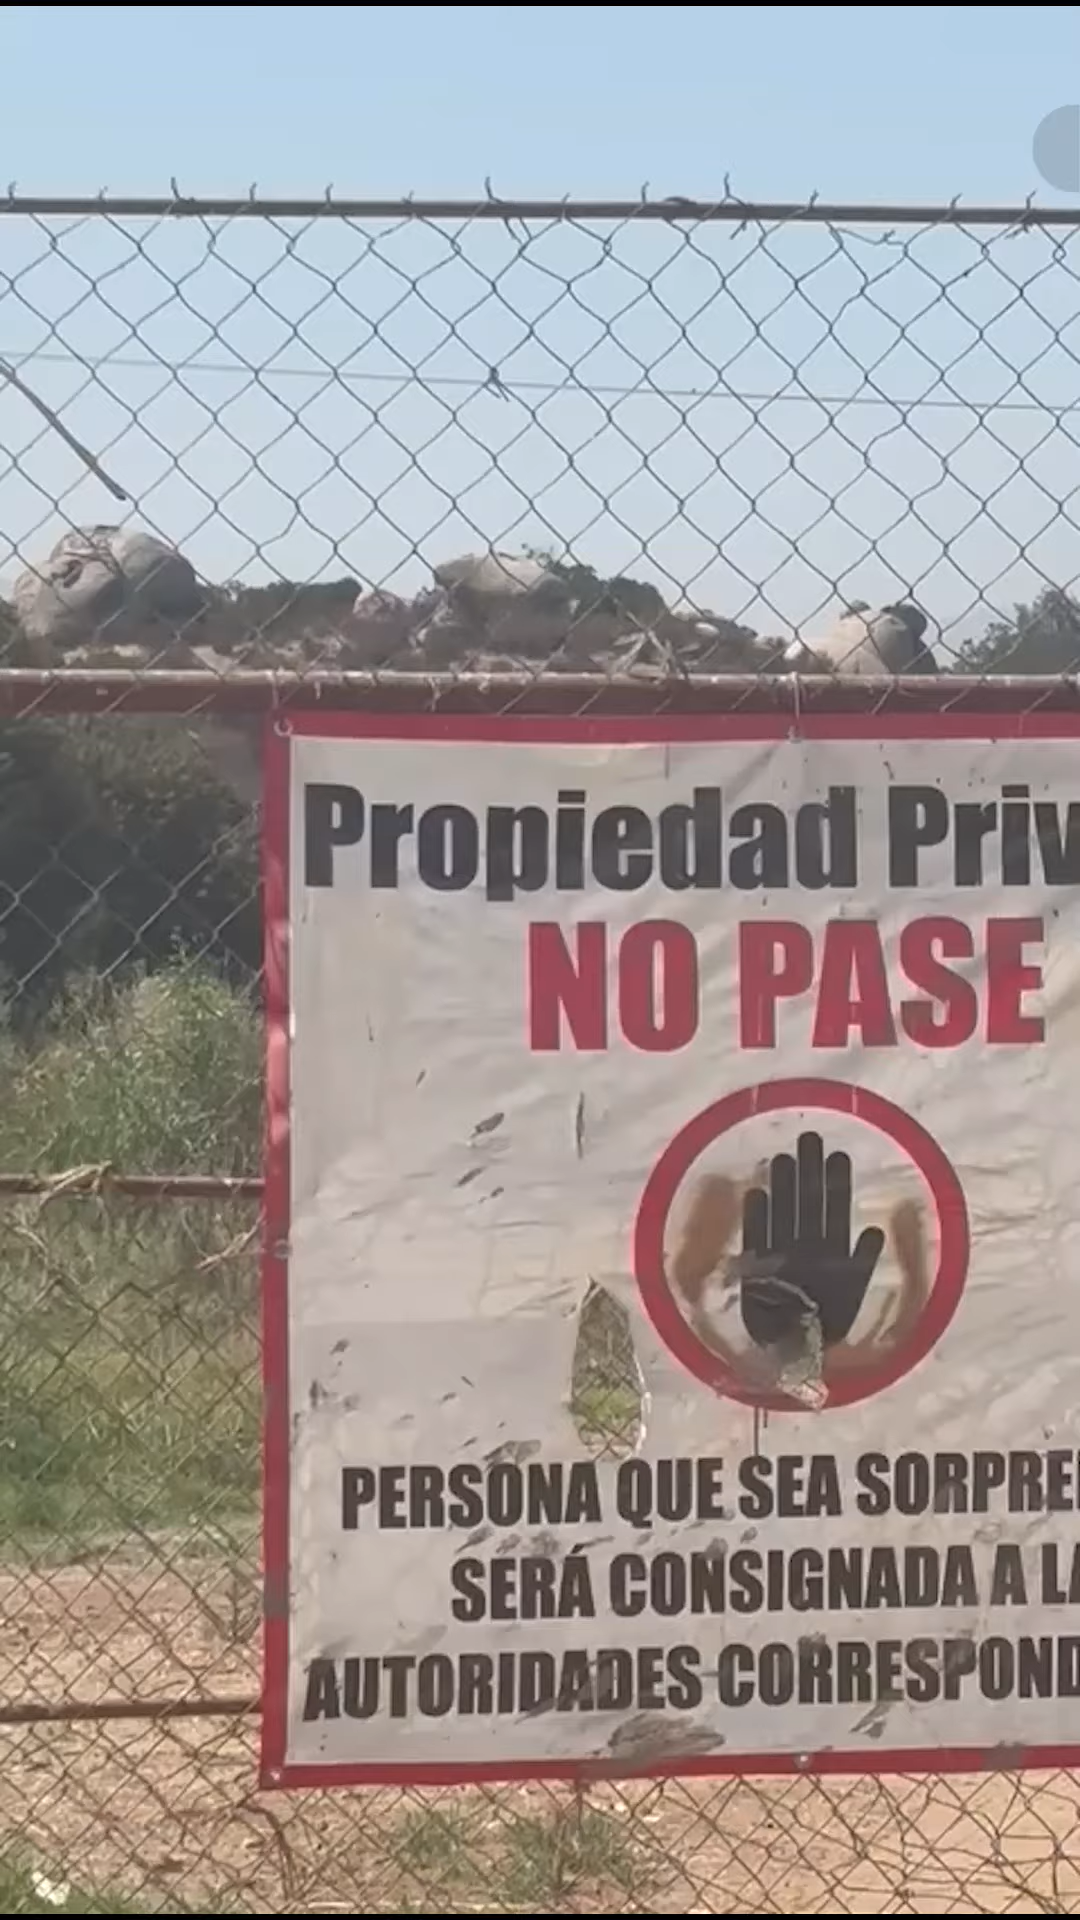 Propiedad Priv
NO PASE
PERSONA QUE SEA SORPRE
SERÁ CONSIGNADA A LA
AUTORIDADES CORRESPOND